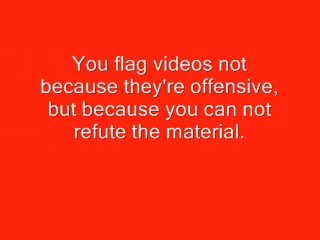 You flag videos not
because they're offensive,
but because you can not
refute the material.